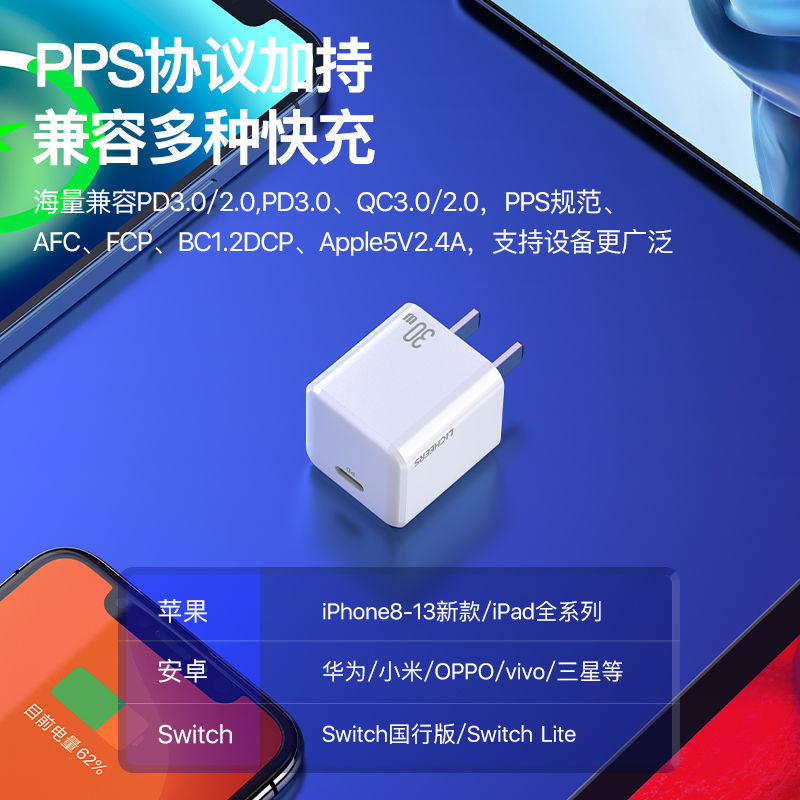 PPS协议加持
兼容多种快充
海量兼容PD3.0/2.0,PD3.0、QC3.0/2.0，PPS规范、
AFC、FCP、BC1.2DCP、Apple5V2.4A，支持设备更广泛
30W
LICHEERS
PD
苹果 iPhone8-13新款/iPad全系列
安卓 华为/小米/OPPO/vivo/三星等
Switch Switch国行版/Switch Lite
目前电量62%